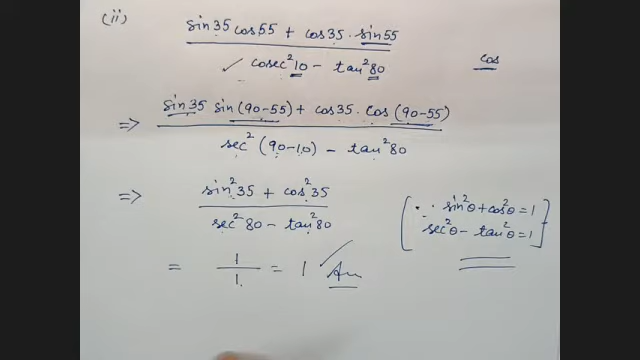 (ii)
sin35 cos55 + cos35 · sin55
cosec²10 - tan²80
cos
=> sin35 sin(90-55) + cos35 · cos(90-55)
sec²(90-10) - tan²80
=> sin²35 + cos²35
sec²80 - tan²80
∵ sin²θ + cos²θ = 1
sec²θ - tan²θ = 1
= 1/1 = 1 Ans